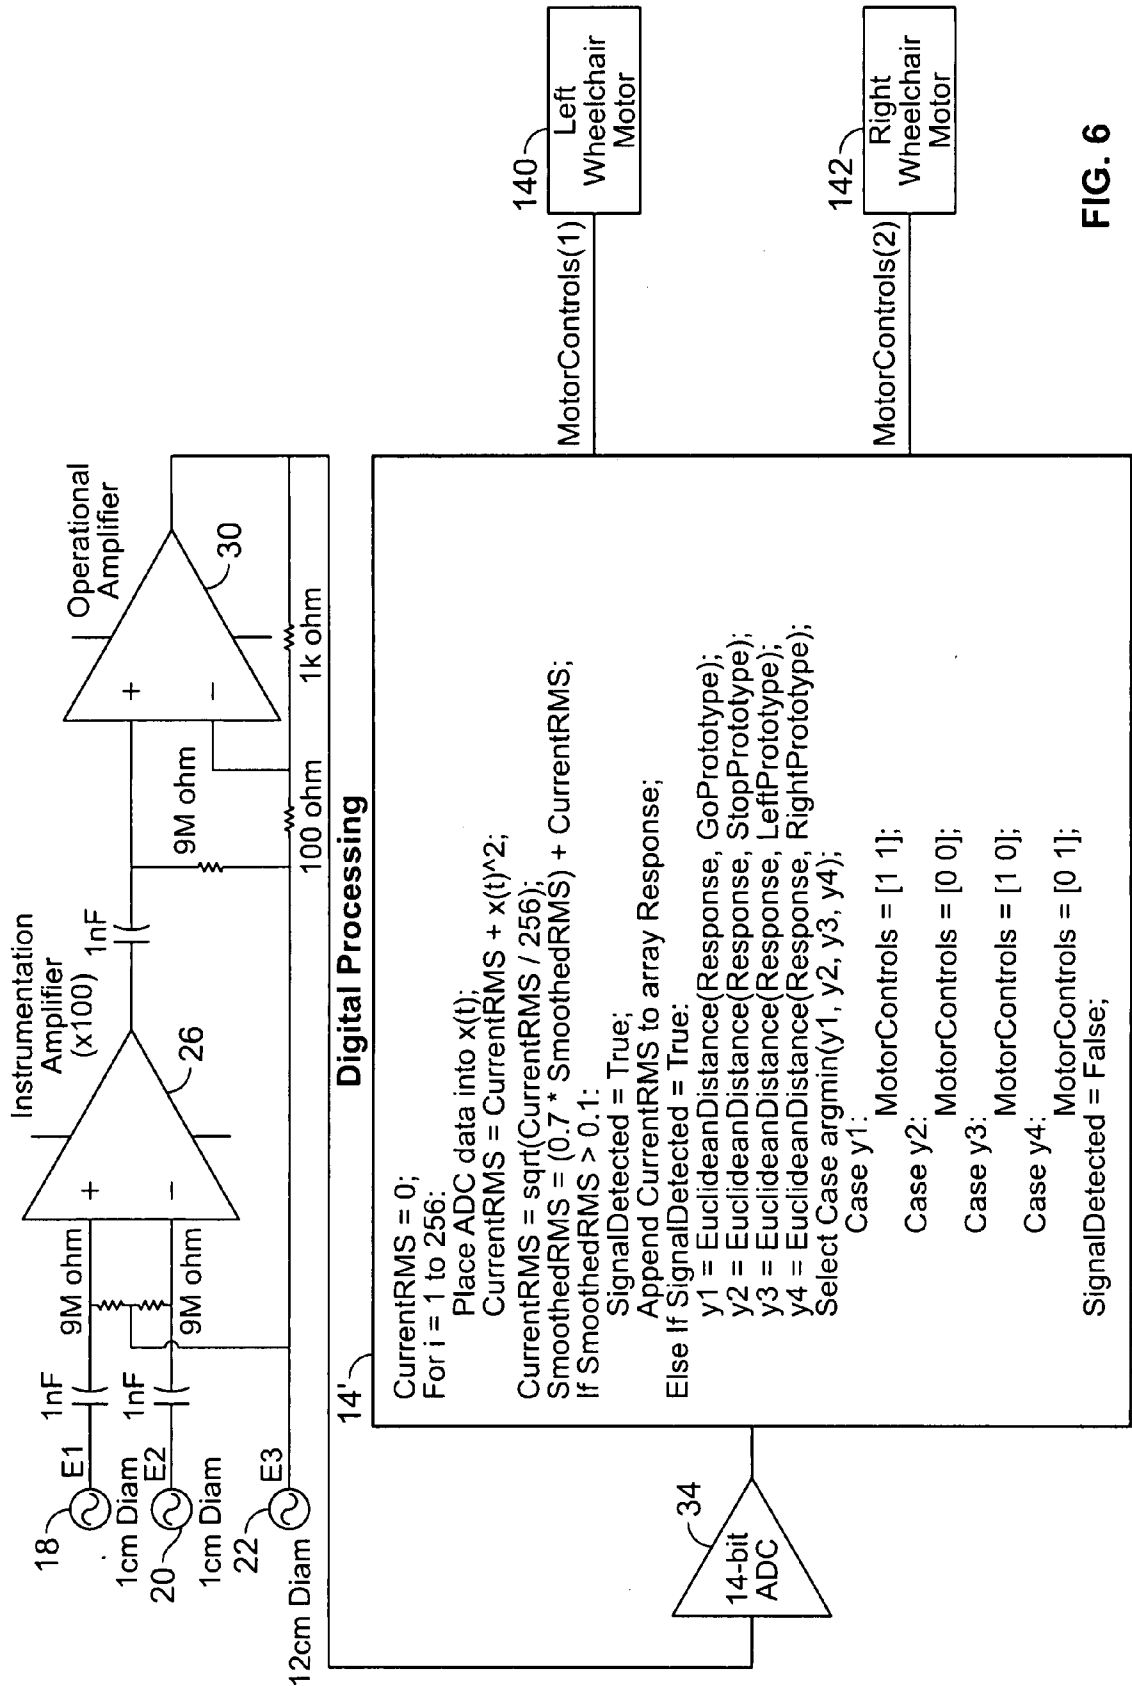 18
E1
1cm Diam
20
E2
1cm Diam
22
E3
12cm Diam
1nF
1nF
9M ohm
9M ohm
Instrumentation
Amplifier
(x100)
+
−
26
1nF
9M ohm
100 ohm
1k ohm
Operational
Amplifier
+
−
30
34
14-bit
ADC
14'
Digital Processing
CurrentRMS = 0;
For i = 1 to 256:
Place ADC data into x(t);
CurrentRMS = CurrentRMS + x(t)^2;
CurrentRMS = sqrt(CurrentRMS / 256);
SmoothedRMS = (0.7 * SmoothedRMS) + CurrentRMS;
If SmoothedRMS > 0.1:
SignalDetected = True;
Append CurrentRMS to array Response;
Else If SignalDetected = True:
y1 = EuclideanDistance(Response, GoPrototype);
y2 = EuclideanDistance(Response, StopPrototype);
y3 = EuclideanDistance(Response, LeftPrototype);
y4 = EuclideanDistance(Response, RightPrototype);
Select Case argmin(y1, y2, y3, y4);
Case y1:
MotorControls = [1 1];
Case y2:
MotorControls = [0 0];
Case y3:
MotorControls = [1 0];
Case y4:
MotorControls = [0 1];
SignalDetected = False;
MotorControls(1)
140
Left
Wheelchair
Motor
MotorControls(2)
142
Right
Wheelchair
Motor
FIG. 6